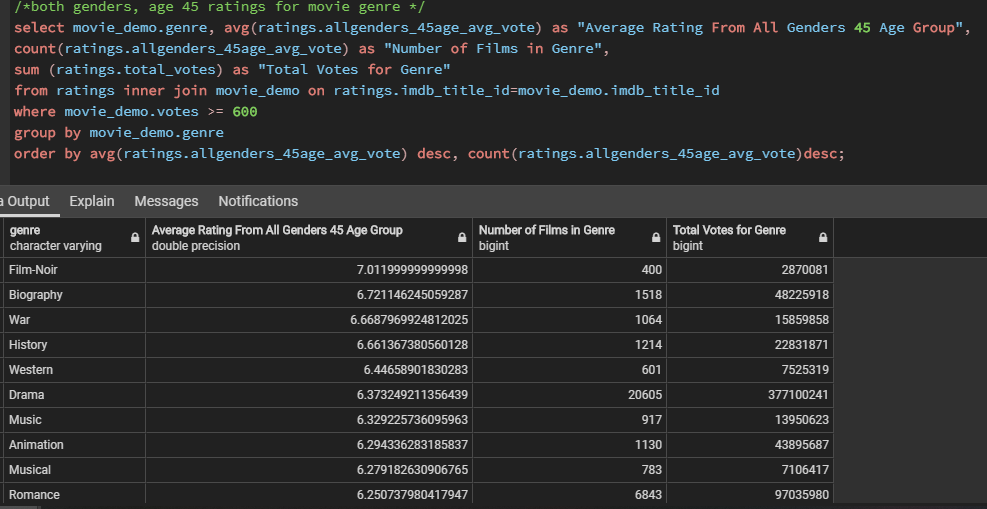 /*both genders, age 45 ratings for movie genre */
select movie_demo.genre, avg(ratings.allgenders_45age_avg_vote) as "Average Rating From All Genders 45 Age Group",
count(ratings.allgenders_45age_avg_vote) as "Number of Films in Genre",
sum (ratings.total_votes) as "Total Votes for Genre"
from ratings inner join movie_demo on ratings.imdb_title_id=movie_demo.imdb_title_id
where movie_demo.votes >= 600
group by movie_demo.genre
order by avg(ratings.allgenders_45age_avg_vote) desc, count(ratings.allgenders_45age_avg_vote)desc;
a Output Explain Messages Notifications
genre Average Rating From All Genders 45 Age Group Number of Films in Genre Total Votes for Genre
character varying double precision bigint bigint
Film-Noir 7.011999999999998 400 2870081
Biography 6.721146245059287 1518 48225918
War 6.6687969924812025 1064 15859858
History 6.661367380560128 1214 22831871
Western 6.44658901830283 601 7525319
Drama 6.373249211356439 20605 377100241
Music 6.329225736095963 917 13950623
Animation 6.294336283185837 1130 43895687
Musical 6.279182630906765 783 7106417
Romance 6.250737980417947 6843 97035980